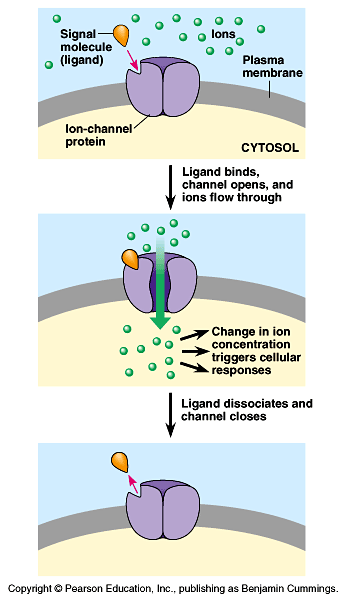 Signal
molecule
(ligand)
Ions
Plasma
membrane
Ion-channel
protein
CYTOSOL
Ligand binds,
channel opens, and
ions flow through
Change in ion
concentration
triggers cellular
responses
Ligand dissociates and
channel closes
Copyright © Pearson Education, Inc., publishing as Benjamin Cummings.